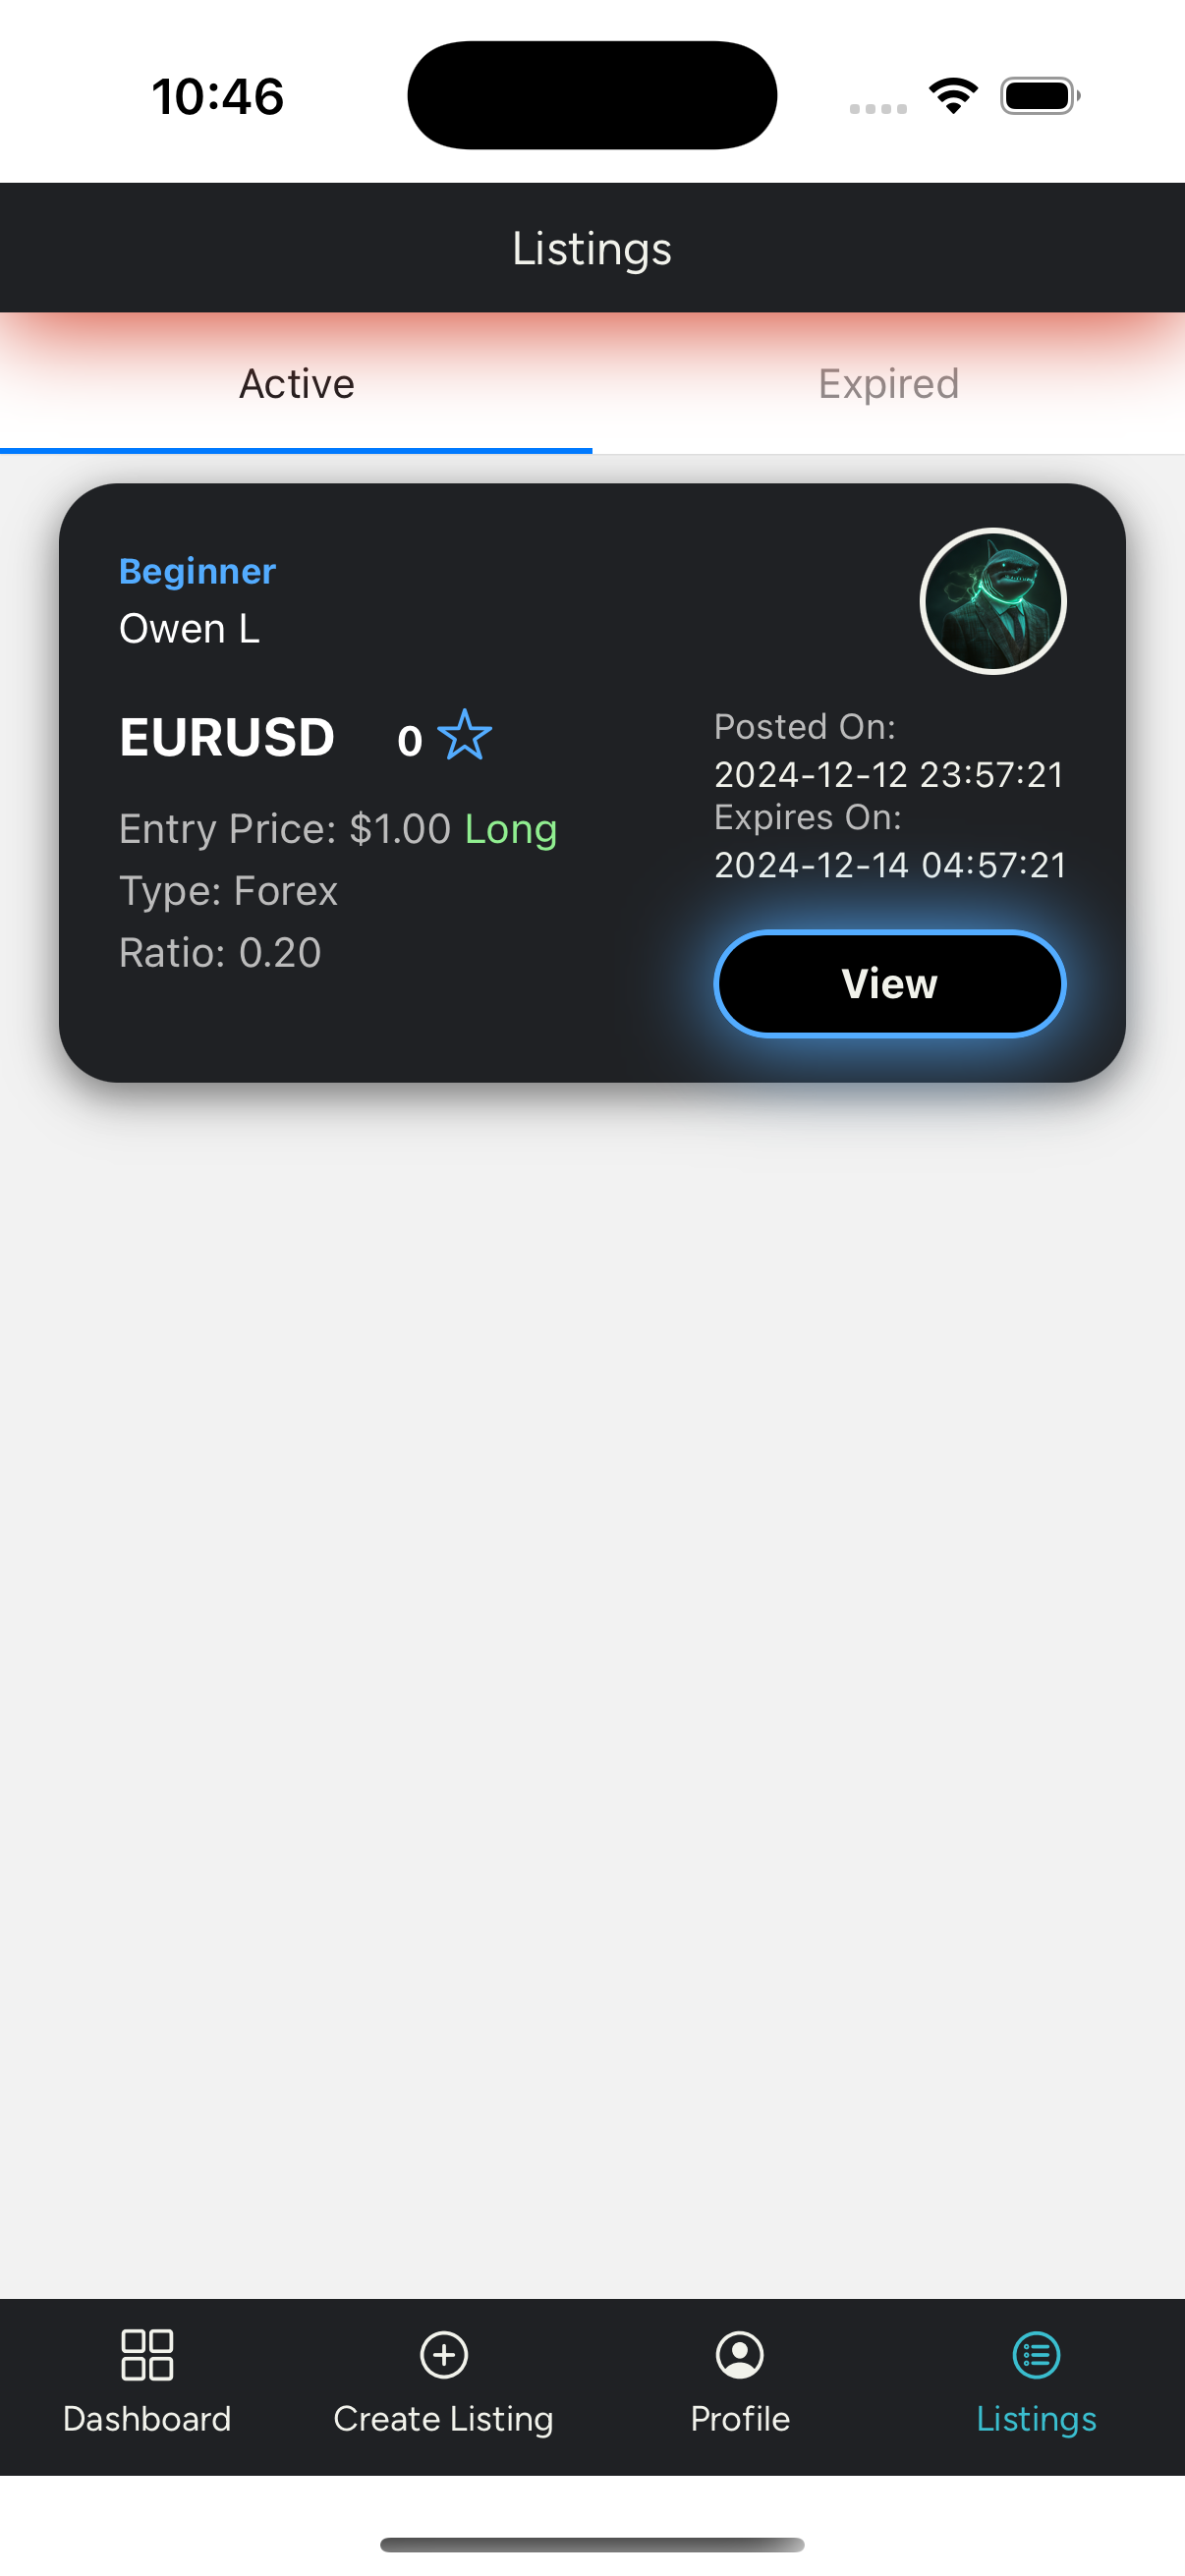 10:46
Listings
Active
Expired
Beginner
Owen L
EURUSD
0
Entry Price: $1.00 Long
Type: Forex
Ratio: 0.20
Posted On:
2024-12-12 23:57:21
Expires On:
2024-12-14 04:57:21
View
Dashboard
Create Listing
Profile
Listings